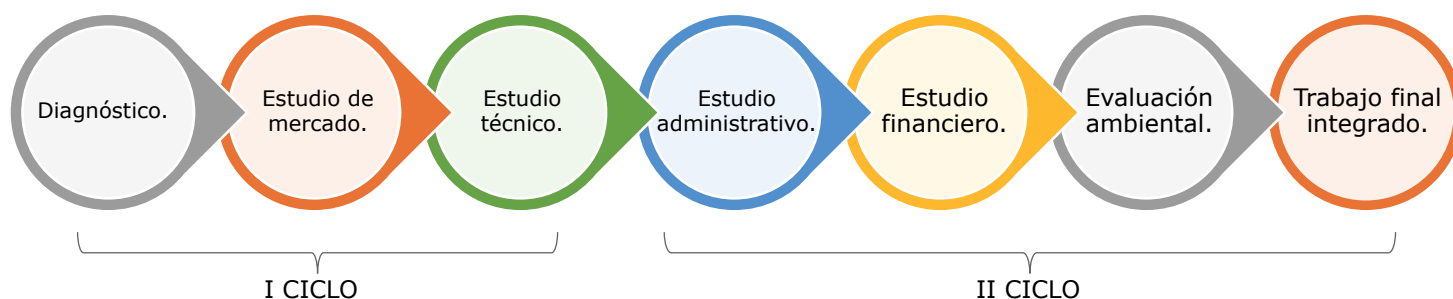 Diagnóstico.
Estudio de
mercado.
Estudio
técnico.
Estudio
administrativo.
Estudio
financiero.
Evaluación
ambiental.
Trabajo final
integrado.
I CICLO
II CICLO